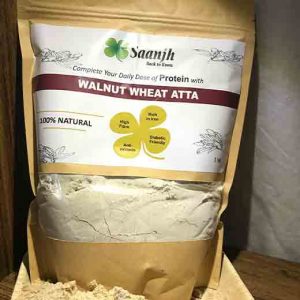 Saanjh
Back to Roots
Complete Your Daily Dose of Protein with
WALNUT WHEAT ATTA
100% NATURAL
High
Fibre
Rich
in Iron
Anti-
oxidants
Diabetic
Friendly